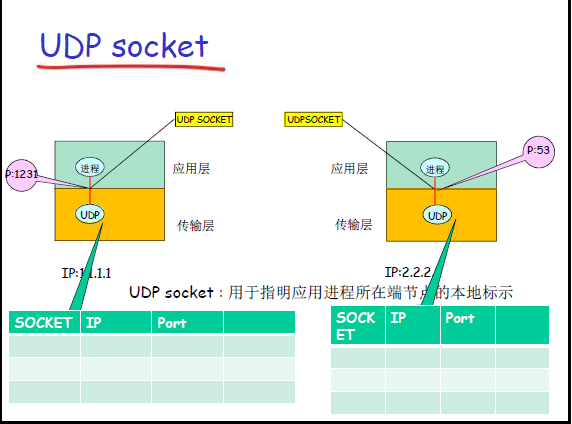 UDP socket
UDP SOCKET
UDPSOCKET
P:1231
进程
应用层
应用层
进程
P:53
UDP
传输层
传输层
UDP
IP:1.1.1.1
IP:2.2.2
UDP socket：用于指明应用进程所在端节点的本地标示
SOCKET IP Port
SOCK
ET IP Port